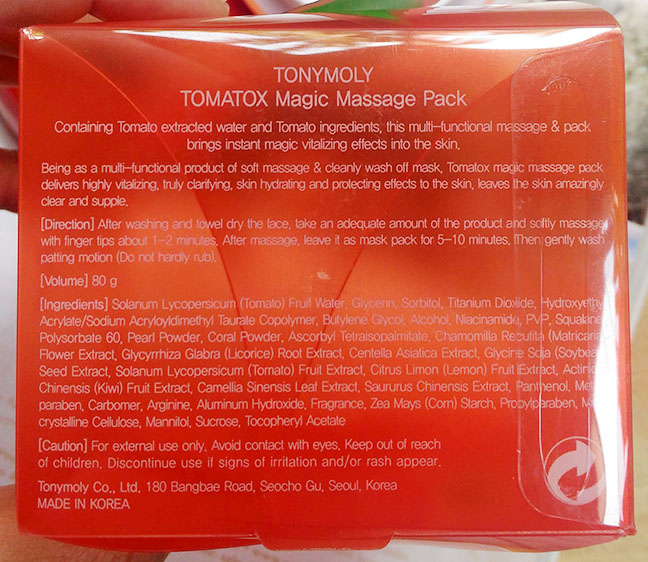 TONYMOLY
TOMATOX Magic Massage Pack
Containing Tomato extracted water and Tomato ingredients, this multi-functional massage & pack
brings instant magic vitalizing effects into the skin.
Being as a multi-functional product of soft massage & cleanly wash off mask, Tomatox magic massage pack
delivers highly vitalizing, truly clarifying, skin hydrating and protecting effects to the skin, leaves the skin amazingly
clear and supple.
[Direction] After washing and towel dry the face, take an adequate amount of the product and softly massage
with finger tips about 1-2 minutes. After massage, leave it as mask pack for 5-10 minutes. Then gently wash
patting motion (Do not hardly rub).
[Volume] 80 g
[Ingredients] Solanum Lycopersicum (Tomato) Fruit Water, Glycerin, Sorbitol, Titanium Dioxide, Hydroxyethy
Acrylate/Sodium Acryloyldimethyl Taurate Copolymer, Butylene Glycol, Alcohol, Niacinamide, PVP, Squalane
Polysorbate 60, Pearl Powder, Coral Powder, Ascorbyl Tetraisopalmitate, Chamomilla Recutita (Matricaria
Flower Extract, Glycyrrhiza Glabra (Licorice) Root Extract, Centella Asiatica Extract, Glycine Soja (Soybea
Seed Extract, Solanum Lycopersicum (Tomato) Fruit Extract, Citrus Limon (Lemon) Fruit Extract, Actini
Chinensis (Kiwi) Fruit Extract, Camellia Sinensis Leaf Extract, Saururus Chinensis Extract, Panthenol, Met
paraben, Carbomer, Arginine, Aluminum Hydroxide, Fragrance, Zea Mays (Corn) Starch, Propylparaben, M
crystalline Cellulose, Mannitol, Sucrose, Tocopheryl Acetate
[Caution] For external use only, Avoid contact with eyes. Keep out of reach
of children. Discontinue use if signs of irritation and/or rash appear.
Tonymoly Co., Ltd. 180 Bangbae Road, Seocho Gu, Seoul, Korea
MADE IN KOREA